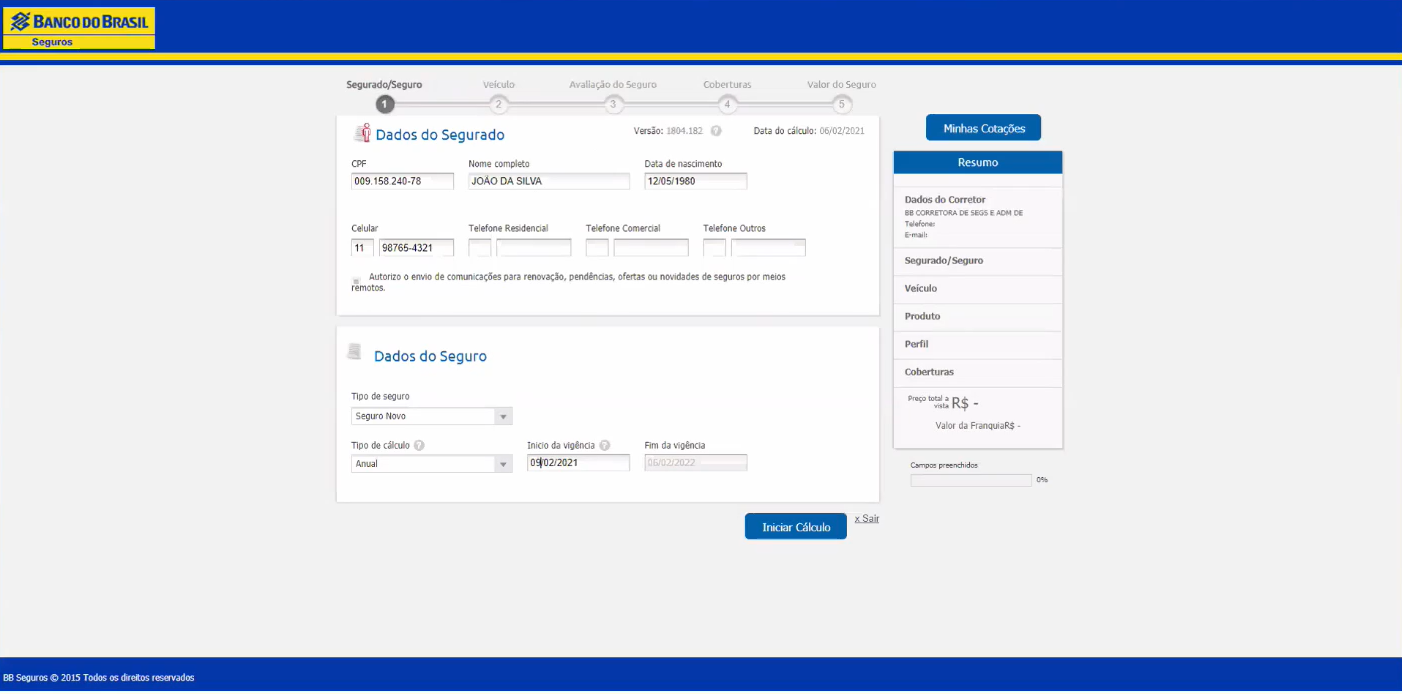 BANCO DO BRASIL
Seguros
Segurado/Seguro Veículo Avaliação do Seguro Coberturas Valor do Seguro
1 2 3 4 5
Dados do Segurado Versão: 1804.182 ? Data do cálculo: 06/02/2021
CPF Nome completo Data de nascimento
009.158.240-78 JOÃO DA SILVA 12/05/1980
Celular Telefone Residencial Telefone Comercial Telefone Outros
11 98765-4321
Autorizo o envio de comunicações para renovação, pendências, ofertas ou novidades de seguros por meios
remotos.
Dados do Seguro
Tipo de seguro
Seguro Novo
Tipo de cálculo ? Inicio da vigência ? Fim da vigência
Anual 09/02/2021 06/02/2022
Iniciar Cálculo x Sair
Minhas Cotações
Resumo
Dados do Corretor
BB CORRETORA DE SEGS E ADM DE
Telefone:
E-mail:
Segurado/Seguro
Veículo
Produto
Perfil
Coberturas
Preço total a
vista R$ -
Valor da FranquiaR$ -
Campos preenchidos
0%
BB Seguros © 2015 Todos os direitos reservados